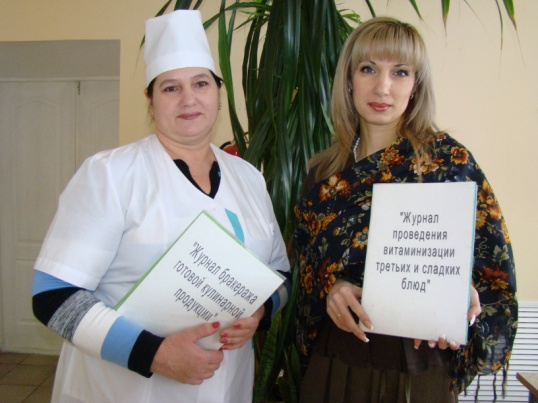 "Журнал бракеража
готовой кулинарной
продукции"
"Журнал
проведения
витаминизации
третьих и сладких
блюд"